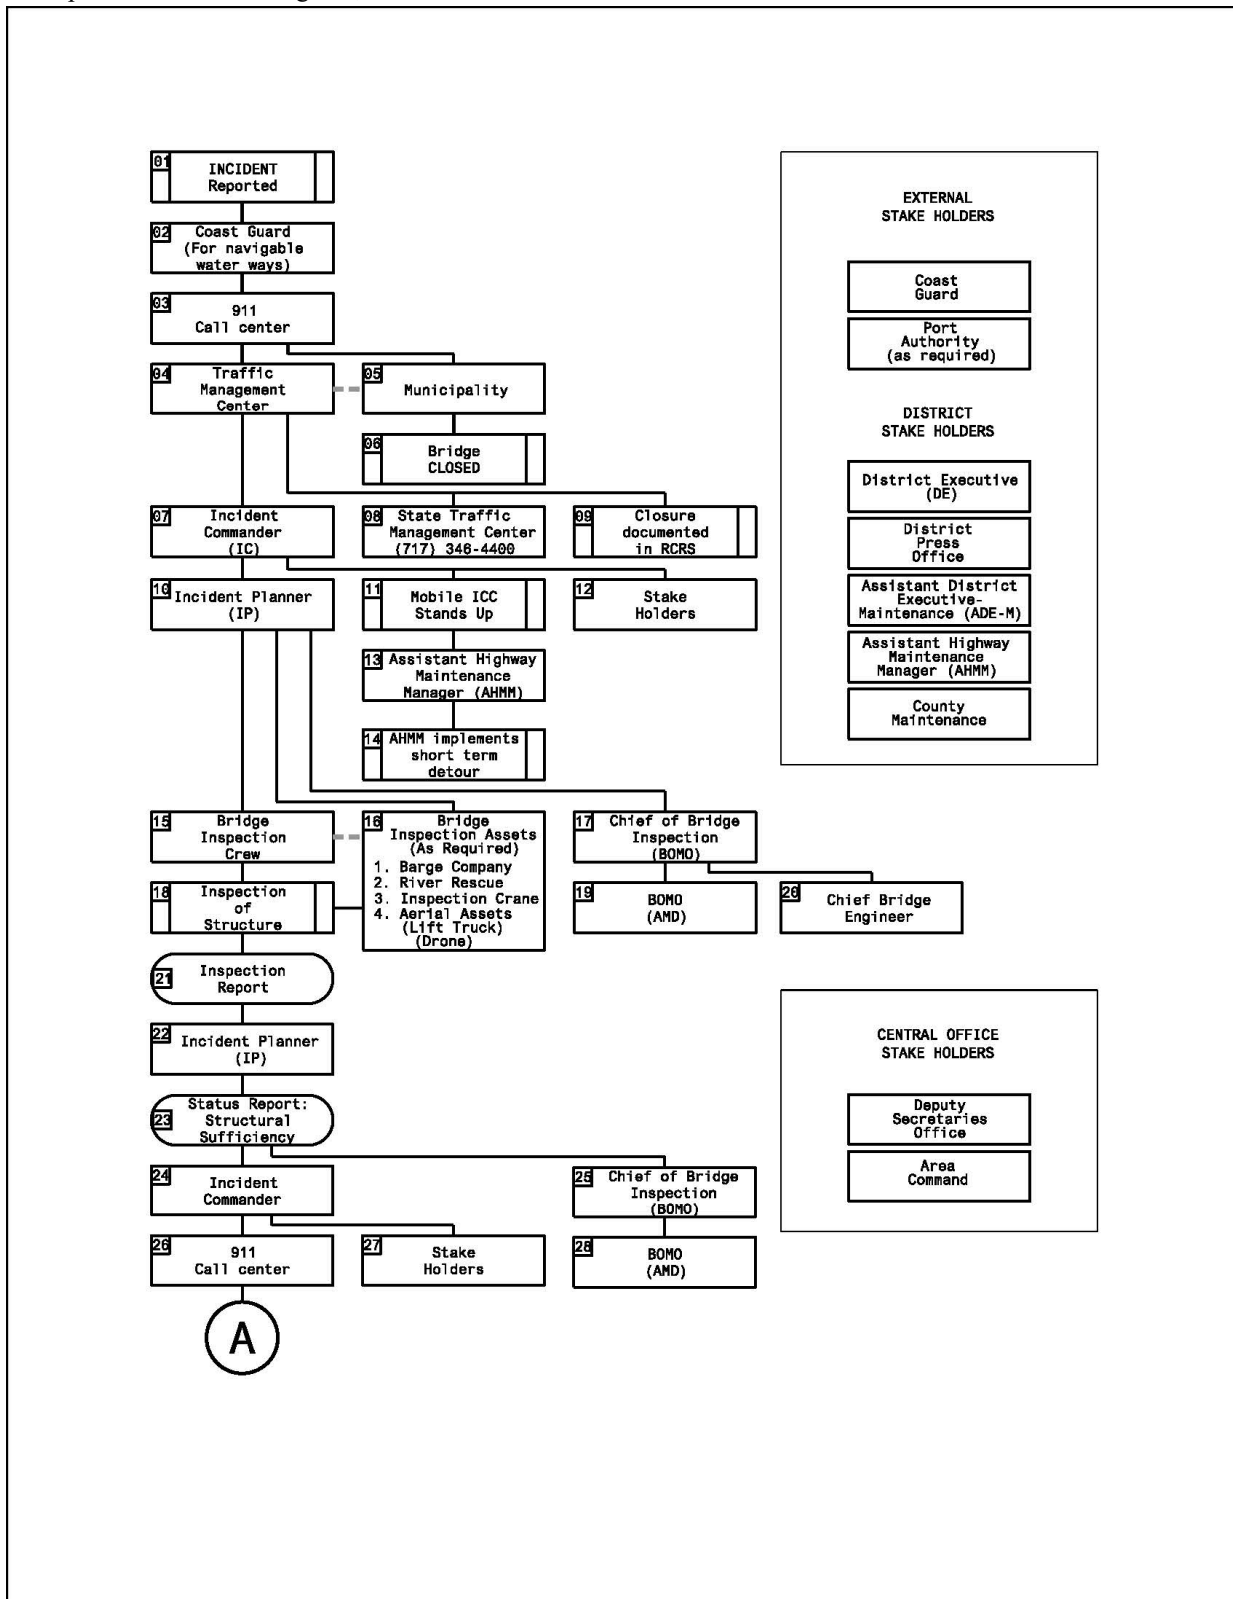 01
INCIDENT
Reported
02
Coast Guard
(For navigable
water ways)
03
911
Call center
04
Traffic
Management
Center
05
Municipality
06
Bridge
CLOSED
07
Incident
Commander
(IC)
08
State Traffic
Management Center
(717) 346-4400
09
Closure
documented
in RCRS
10
Incident Planner
(IP)
11
Mobile ICC
Stands Up
12
Stake
Holders
13
Assistant Highway
Maintenance
Manager (AHMM)
14
AHMM implements
short term
detour
15
Bridge
Inspection
Crew
16
Bridge
Inspection Assets
(As Required)
1. Barge Company
2. River Rescue
3. Inspection Crane
4. Aerial Assets
(Lift Truck)
(Drone)
17
Chief of Bridge
Inspection
(BOMO)
18
Inspection
of
Structure
19
BOMO
(AMD)
20
Chief Bridge
Engineer
21
Inspection
Report
22
Incident Planner
(IP)
23
Status Report:
Structural
Sufficiency
24
Incident
Commander
25
Chief of Bridge
Inspection
(BOMO)
26
911
Call center
27
Stake
Holders
28
BOMO
(AMD)
A
EXTERNAL
STAKE HOLDERS
Coast
Guard
Port
Authority
(as required)
DISTRICT
STAKE HOLDERS
District Executive
(DE)
District
Press
Office
Assistant District
Executive-
Maintenance (ADE-M)
Assistant Highway
Maintenance
Manager (AHMM)
County
Maintenance
CENTRAL OFFICE
STAKE HOLDERS
Deputy
Secretaries
Office
Area
Command